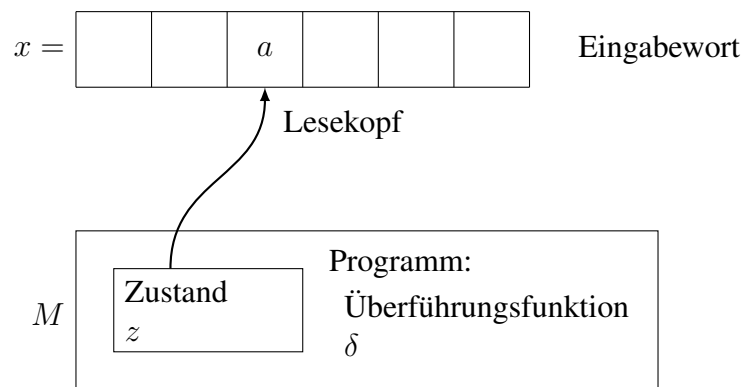 x = a Eingabewort
Lesekopf
Programm:
Zustand
Überführungsfunktion
M
z
δ